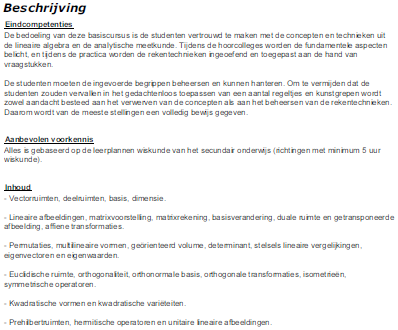 Beschrijving
Eindcompetenties
De bedoeling van deze basiscursus is de studenten vertrouwd te maken met de concepten en technieken uit
de lineaire algebra en de analytische meetkunde. Tijdens de hoorcolleges worden de fundamentele aspecten
belicht, en tijdens de practica worden de rekentechnieken ingeoefend en toegepast aan de hand van
vraagstukken.
De studenten moeten de ingevoerde begrippen beheersen en kunnen hanteren. Om te vermijden dat de
studenten zouden vervallen in het gedachtenloos toepassen van een aantal regeltjes en kunstgrepen wordt
zowel aandacht besteed aan het verwerven van de concepten als aan het beheersen van de rekentechnieken.
Daarom wordt van de meeste stellingen een volledig bewijs gegeven.
Aanbevolen voorkennis
Alles is gebaseerd op de leerplannen wiskunde van het secundair onderwijs (richtingen met minimum 5 uur
wiskunde).
Inhoud
- Vectorruimten, deelruimten, basis, dimensie.
- Lineaire afbeeldingen, matrixvoorstelling, matrixrekening, basisverandering, duale ruimte en getransponeerde
afbeelding, affiene transformaties.
- Permutaties, multilineaire vormen, geörienteerd volume, determinant, stelsels lineaire vergelijkingen,
eigenvectoren en eigenwaarden.
- Euclidische ruimte, orthogonaliteit, orthonormale basis, orthogonale transformaties, isometrieën,
symmetrische operatoren.
- Kwadratische vormen en kwadratische variëteiten.
- Prehilbertruimten, hermitische operatoren en unitaire lineaire afbeeldingen.